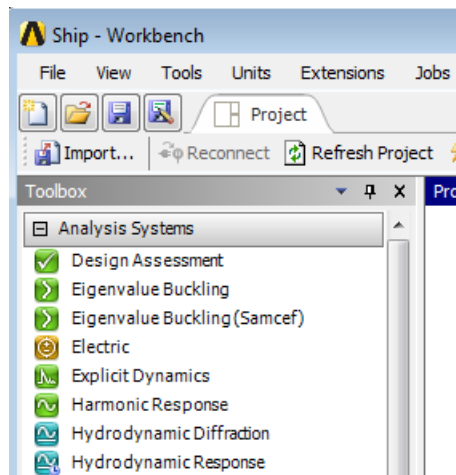 Ship - Workbench
File View Tools Units Extensions Jobs
Project
Import... Reconnect Refresh Project
Toolbox
Analysis Systems
Design Assessment
Eigenvalue Buckling
Eigenvalue Buckling (Samcef)
Electric
Explicit Dynamics
Harmonic Response
Hydrodynamic Diffraction
Hydrodynamic Response